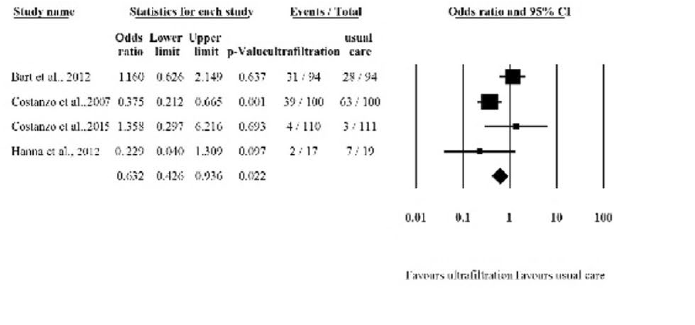 Study name Statistics for each study Events / Total Odds ratio and 95% CI
Odds ratio Lower limit Upper limit p-Value ultrafiltration usual care
Bart et al., 2012 1.160 0.626 2.149 0.637 31 / 94 28 / 94
Costanzo et al.,2007 0.375 0.212 0.665 0.001 39 / 100 63 / 100
Costanzo et al.,2015 1.358 0.297 6.216 0.693 4 / 110 3 / 111
Hanna et al., 2012 0.229 0.040 1.309 0.097 2 / 17 7 / 19
0.632 0.426 0.936 0.022
0.01 0.1 1 10 100
Favours ultrafiltration Favours usual care